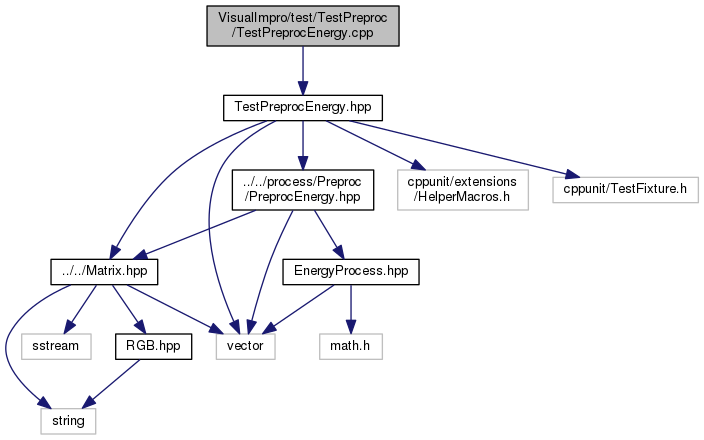 VisualImpro/test/TestPreproc
/TestPreprocEnergy.cpp
TestPreprocEnergy.hpp
../../process/Preproc
/PreprocEnergy.hpp
cppunit/extensions
/HelperMacros.h
cppunit/TestFixture.h
../../Matrix.hpp
EnergyProcess.hpp
sstream
RGB.hpp
vector
math.h
string